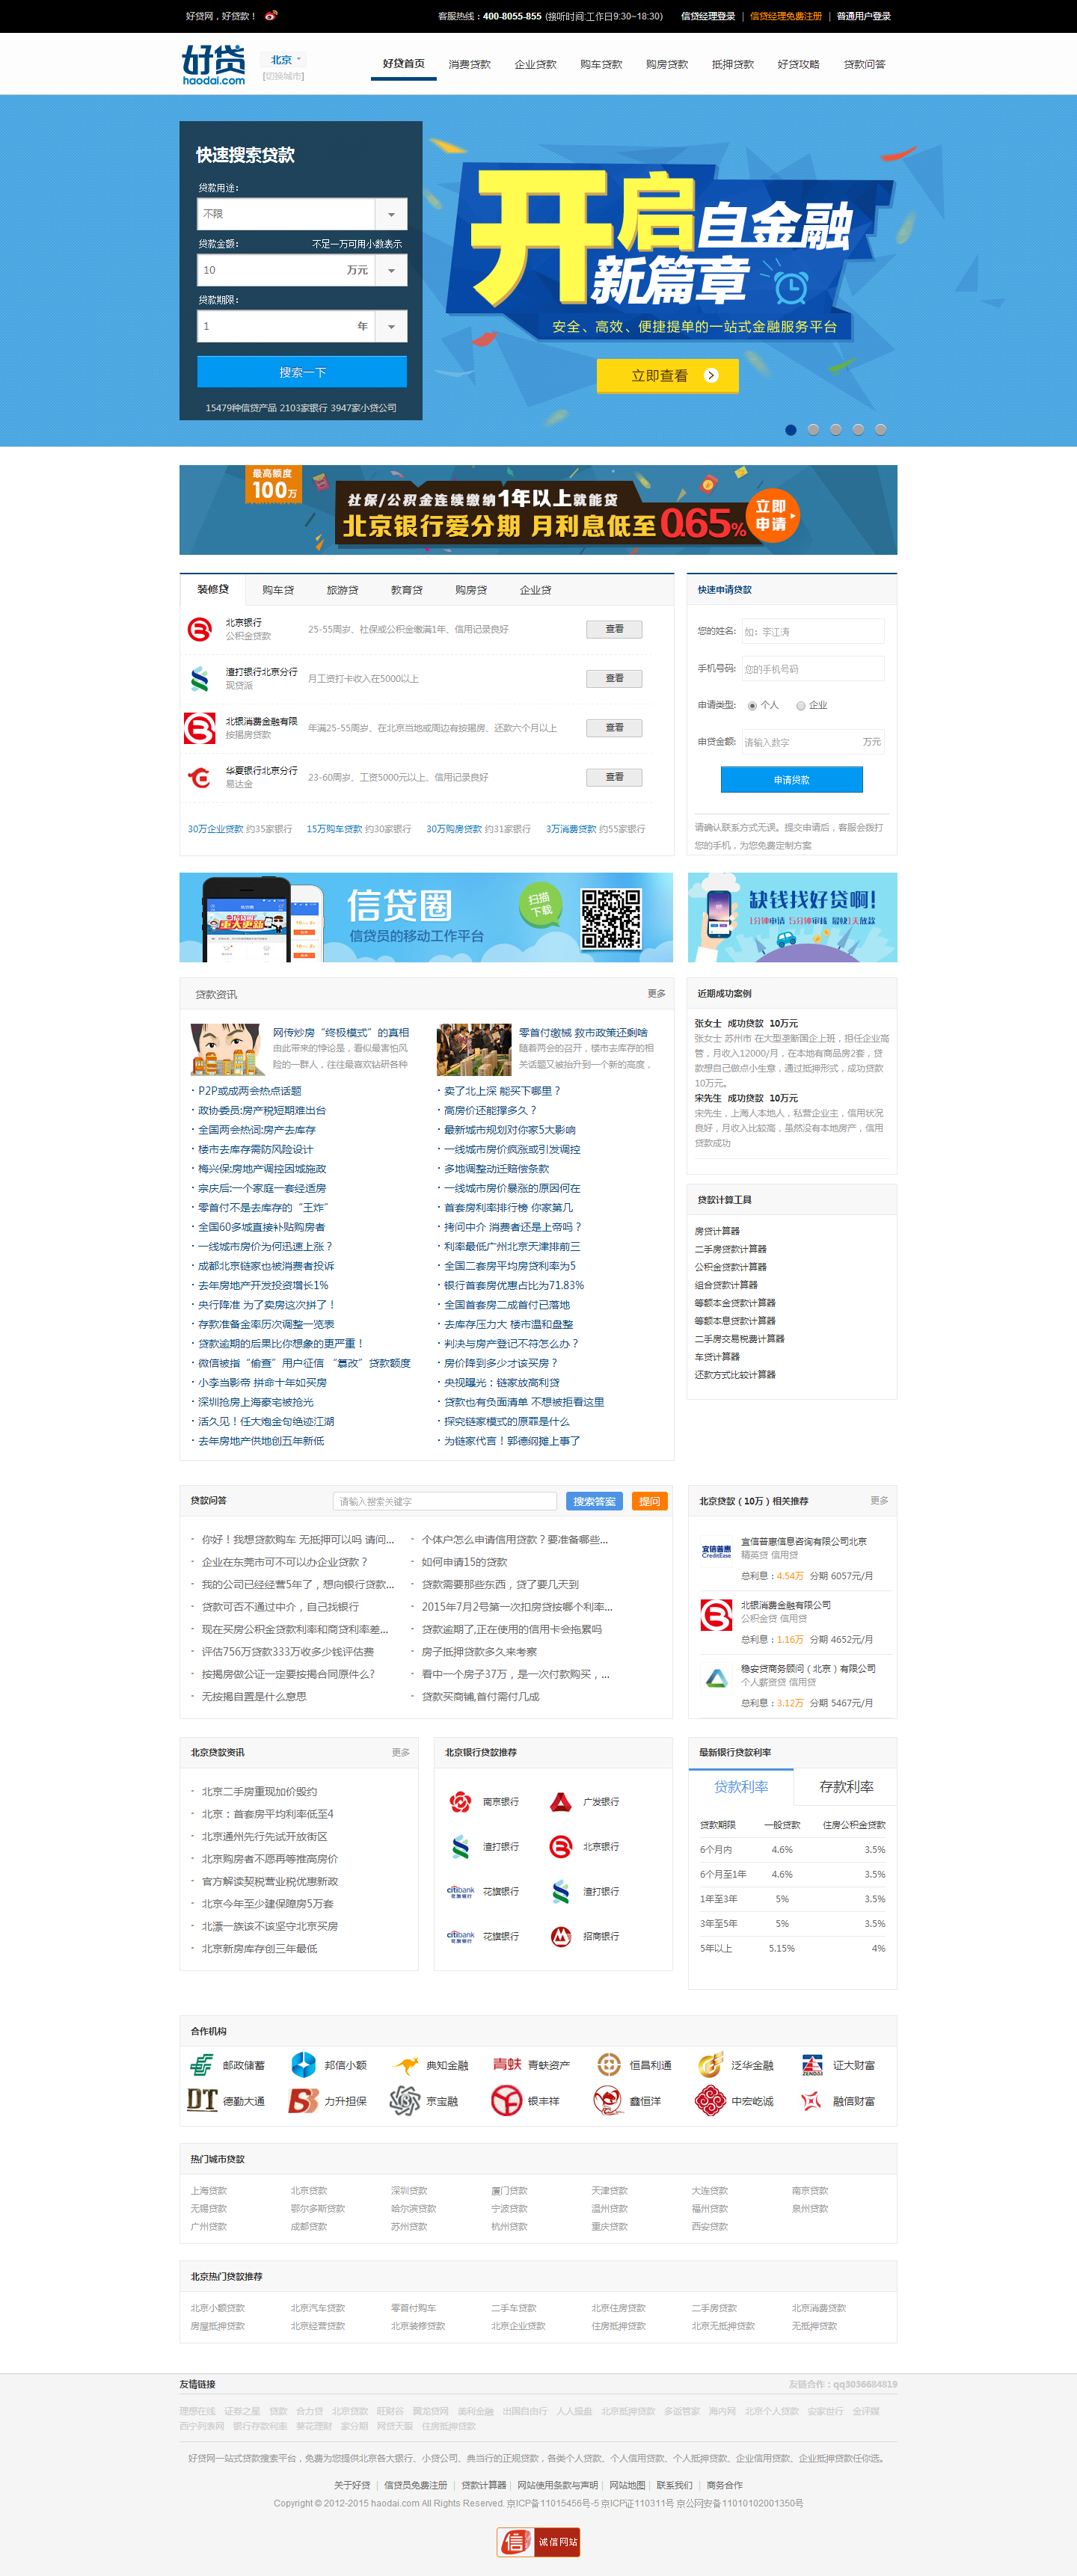 好贷网，好贷款！
客服热线：400-8055-855 (接听时间:工作日9:30~18:30) 信贷经理登录 | 信贷经理免费注册 | 普通用户登录
好贷
haodai.com
北京
[切换城市]
好贷首页 消费贷款 企业贷款 购车贷款 购房贷款 抵押贷款 好贷攻略 贷款问答
快速搜索贷款
贷款用途：
不限
贷款金额： 不足一万可用小数表示
10 万元
贷款期限：
1 年
搜索一下
15479种信贷产品 2103家银行 3947家小贷公司
开启自金融
新篇章
安全、高效、便捷提单的一站式金融服务平台
立即查看
最高额度
100万
社保/公积金连续缴纳1年以上就能贷
北京银行爱分期 月利息低至0.65%
立即
申请
装修贷 购车贷 旅游贷 教育贷 购房贷 企业贷
北京银行
公积金贷款
25-55周岁、社保或公积金缴满1年、信用记录良好
查看
渣打银行北京分行
现贷派
月工资打卡收入在5000以上
查看
北银消费金融有限
按揭房贷款
年满25-55周岁、在北京当地或周边有按揭房、还款六个月以上
查看
华夏银行北京分行
易达金
23-60周岁、工资5000元以上、信用记录良好
查看
30万企业贷款 约35家银行 15万购车贷款 约30家银行 30万购房贷款 约31家银行 3万消费贷款 约55家银行
快速申请贷款
您的姓名: 如：李江涛
手机号码: 您的手机号码
申请类型: 个人 企业
申贷金额: 请输入数字 万元
申请贷款
请确认联系方式无误。提交申请后，客服会拨打
您的手机，为您免费定制方案
信贷圈
信贷员的移动工作平台
扫描
下载
缺钱找好贷啊！
1分钟申请 5分钟审核 最快1天放款
贷款资讯 更多
网传炒房“终极模式”的真相
由此带来的悖论是，看似最害怕风
险的一群人，往往最喜欢钻研各种
零首付缴械 救市政策还剩啥
随着两会的召开，楼市去库存的相
关话题又被抬升到一个新的高度，
· P2P或成两会热点话题
· 政协委员:房产税短期难出台
· 全国两会热词:房产去库存
· 楼市去库存需防风险设计
· 梅兴保:房地产调控因城施政
· 宗庆后:一个家庭一套经适房
· 零首付不是去库存的“王炸”
· 全国60多城直接补贴购房者
· 一线城市房价为何迅速上涨？
· 成都北京链家也被消费者投诉
· 去年房地产开发投资增长1%
· 央行降准 为了卖房这次拼了！
· 存款准备金率历次调整一览表
· 贷款逾期的后果比你想象的更严重！
· 微信被指“偷查”用户征信 “篡改”贷款额度
· 小李当影帝 拼命十年如买房
· 深圳抢房上海豪宅被抢光
· 活久见！任大炮金句绝迹江湖
· 去年房地产供地创五年新低
· 卖了北上深 能买下哪里？
· 高房价还能撑多久？
· 最新城市规划对你家5大影响
· 一线城市房价疯涨或引发调控
· 多地调整动迁赔偿条款
· 一线城市房价暴涨的原因何在
· 首套房利率排行榜 你家第几
· 拷问中介 消费者还是上帝吗？
· 利率最低广州北京天津排前三
· 全国二套房平均房贷利率为5
· 银行首套房优惠占比为71.83%
· 全国首套房二成首付已落地
· 去库存压力大 楼市温和盘整
· 判决与房产登记不符怎么办？
· 房价降到多少才该买房？
· 央视曝光：链家放高利贷
· 贷款也有负面清单 不想被拒看这里
· 探究链家模式的原罪是什么
· 为链家代言！郭德纲摊上事了
近期成功案例
张女士 成功贷款 10万元
张女士 苏州市 在大型垄断国企上班，担任企业高
管，月收入12000/月，在本地有商品房2套，贷
款想自己做点小生意，通过抵押形式，成功贷款
10万元。
宋先生 成功贷款 10万元
宋先生，上海人本地人，私营企业主，信用状况
良好，月收入比较高，虽然没有本地房产，信用
贷款成功
贷款计算工具
房贷计算器
二手房贷款计算器
公积金贷款计算器
组合贷款计算器
等额本金贷款计算器
等额本息贷款计算器
二手房交易税费计算器
车贷计算器
还款方式比较计算器
贷款问答 请输入搜索关键字 搜索答案 提问
- 你好！我想贷款购车 无抵押可以吗 请问...
- 企业在东莞市可不可以办企业贷款？
- 我的公司已经经营5年了，想向银行贷款...
- 贷款可否不通过中介，自己找银行
- 现在买房公积金贷款利率和商贷利率差...
- 评估756万贷款333万收多少钱评估费
- 按揭房做公证一定要按揭合同原件么?
- 无按揭自置是什么意思
- 个体户怎么申请信用贷款？要准备哪些...
- 如何申请15的贷款
- 贷款需要那些东西，贷了要几天到
- 2015年7月2号第一次扣房贷按哪个利率...
- 贷款逾期了,正在使用的信用卡会拖累吗
- 房子抵押贷款多久来考察
- 看中一个房子37万，是一次付款购买，...
- 贷款买商铺,首付需付几成
北京贷款（10万）相关推荐 更多
宜信普惠
CreditEase
宜信普惠信息咨询有限公司北京
精英贷 信用贷
总利息：4.54万 分期 6057元/月
北银消费金融有限公司
公积金贷 信用贷
总利息：1.16万 分期 4652元/月
稳安贷商务顾问（北京）有限公司
个人薪资贷 信用贷
总利息：3.12万 分期 5467元/月
北京贷款资讯 更多
- 北京二手房重现加价毁约
- 北京：首套房平均利率低至4
- 北京通州先行先试开放街区
- 北京购房者不愿再等推高房价
- 官方解读契税营业税优惠新政
- 北京今年至少建保障房5万套
- 北漂一族该不该坚守北京买房
- 北京新房库存创三年最低
北京银行贷款推荐
南京银行 广发银行
渣打银行 北京银行
citibank 花旗银行 花旗银行 渣打银行
citibank 花旗银行 花旗银行 招商银行
最新银行贷款利率
贷款利率 存款利率
贷款期限 一般贷款 住房公积金贷款
6个月内 4.6% 3.5%
6个月至1年 4.6% 3.5%
1年至3年 5% 3.5%
3年至5年 5% 3.5%
5年以上 5.15% 4%
合作机构
邮政储蓄 邦信小额 典知金融 青蚨 青蚨资产 恒昌利通 泛华金融 ZENDAI 证大财富
DT 德勤大通 力升担保 京宝融 银丰祥 鑫恒洋 中宏屹诚 融信财富
热门城市贷款
上海贷款 北京贷款 深圳贷款 厦门贷款 天津贷款 大连贷款 南京贷款
无锡贷款 鄂尔多斯贷款 哈尔滨贷款 宁波贷款 温州贷款 福州贷款 泉州贷款
广州贷款 成都贷款 苏州贷款 杭州贷款 重庆贷款 西安贷款
北京热门贷款推荐
北京小额贷款 北京汽车贷款 零首付购车 二手车贷款 北京住房贷款 二手房贷款 北京消费贷款
房屋抵押贷款 北京经营贷款 北京装修贷款 北京企业贷款 住房抵押贷款 北京无抵押贷款 无抵押贷款
友情链接 友链合作：qq3036684819
理想在线 证券之星 贷款 合力贷 北京贷款 旺财谷 翼龙贷网 美利金融 出国自由行 人人操盘 北京抵押贷款 多返管家 海内网 北京个人贷款 安家世行 金评媒
西宁列表网 银行存款利率 葵花理财 家分期 网贷天眼 住房抵押贷款
好贷网一站式贷款搜索平台，免费为您提供北京各大银行、小贷公司、典当行的正规贷款，各类个人贷款、个人信用贷款、个人抵押贷款、企业信用贷款、企业抵押贷款任你选。
关于好贷 | 信贷员免费注册 | 贷款计算器 | 网站使用条款与声明 | 网站地图 | 联系我们 | 商务合作
Copyright © 2012-2015 haodai.com All Rights Reserved. 京ICP备11015456号-5 京ICP证110311号 京公网安备11010102001350号
信 诚信网站